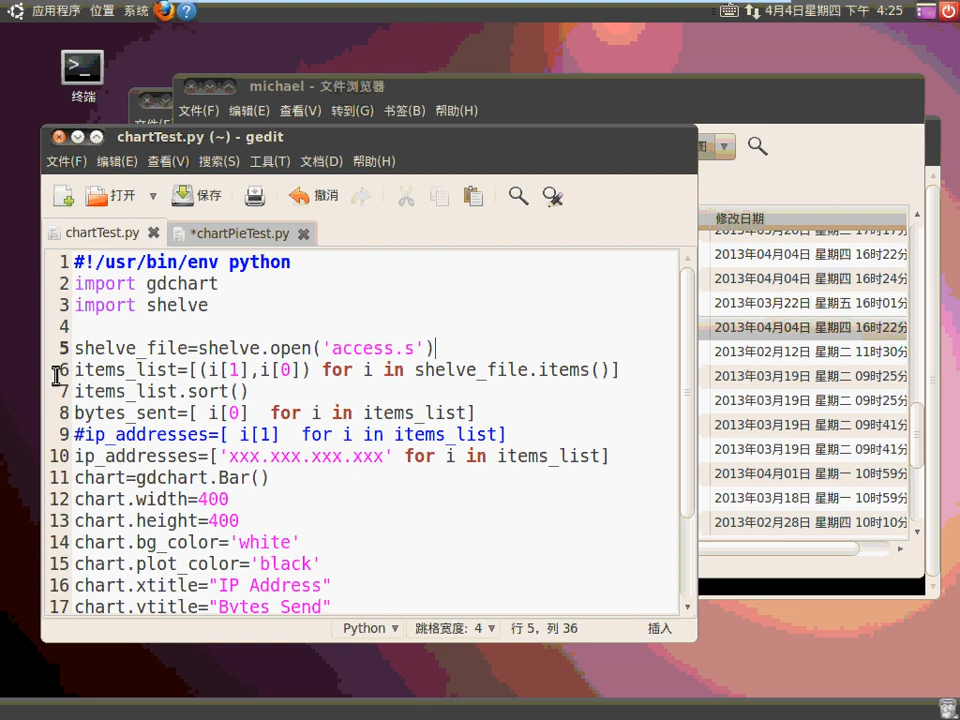 应用程序 位置 系统 4月4日星期四 下午 4:25
终端
michael - 文件浏览器
文件(F) 编辑(E) 查看(V) 转到(G) 书签(B) 帮助(H)
chartTest.py (~) - gedit
文件(F) 编辑(E) 查看(V) 搜索(S) 工具(T) 文档(D) 帮助(H)
打开 保存 撤消
chartTest.py *chartPieTest.py
1 #!/usr/bin/env python
2 import gdchart
3 import shelve
4
5 shelve_file=shelve.open('access.s')
6 items_list=[(i[1],i[0]) for i in shelve_file.items()]
7 items_list.sort()
8 bytes_sent=[ i[0]  for i in items_list]
9 #ip_addresses=[ i[1]  for i in items_list]
10 ip_addresses=['xxx.xxx.xxx.xxx' for i in items_list]
11 chart=gdchart.Bar()
12 chart.width=400
13 chart.height=400
14 chart.bg_color='white'
15 chart.plot_color='black'
16 chart.xtitle="IP Address"
17 chart.ytitle="Bytes Send"
Python 跳格宽度: 4 行 5, 列 36 插入
修改日期
2013年04月04日 星期四 16时22分
2013年04月04日 星期四 16时24分
2013年03月22日 星期五 16时01分
2013年04月04日 星期四 16时22分
2013年02月12日 星期二 11时30分
2013年03月19日 星期二 09时25分
2013年03月19日 星期二 09时25分
2013年03月19日 星期二 09时41分
2013年03月19日 星期二 09时41分
2013年04月01日 星期一 10时59分
2013年03月18日 星期一 10时59分
2013年02月28日 星期四 10时10分